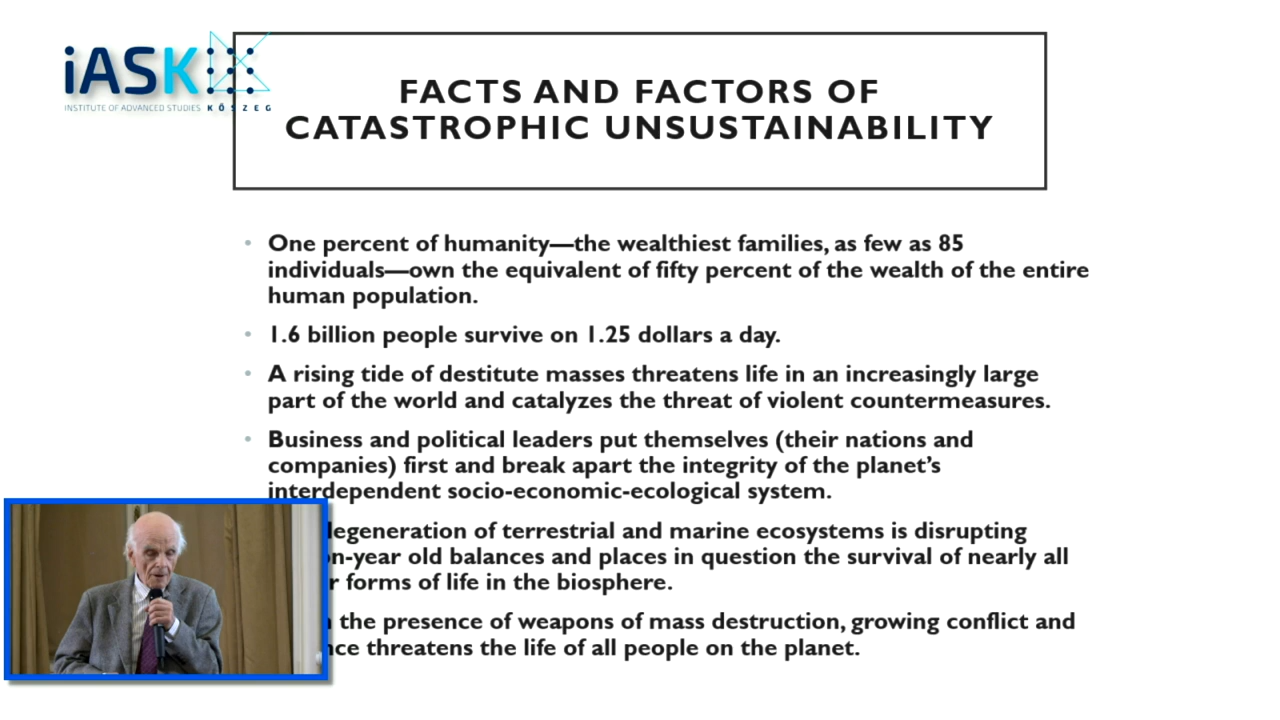 iASK
INSTITUTE OF ADVANCED STUDIES KŐSZEG
FACTS AND FACTORS OF
CATASTROPHIC UNSUSTAINABILITY
• One percent of humanity—the wealthiest families, as few as 85
individuals—own the equivalent of fifty percent of the wealth of the entire
human population.
• 1.6 billion people survive on 1.25 dollars a day.
• A rising tide of destitute masses threatens life in an increasingly large
part of the world and catalyzes the threat of violent countermeasures.
• Business and political leaders put themselves (their nations and
companies) first and break apart the integrity of the planet’s
interdependent socio-economic-ecological system.
degeneration of terrestrial and marine ecosystems is disrupting
-year old balances and places in question the survival of nearly all
forms of life in the biosphere.
the presence of weapons of mass destruction, growing conflict and
threatens the life of all people on the planet.